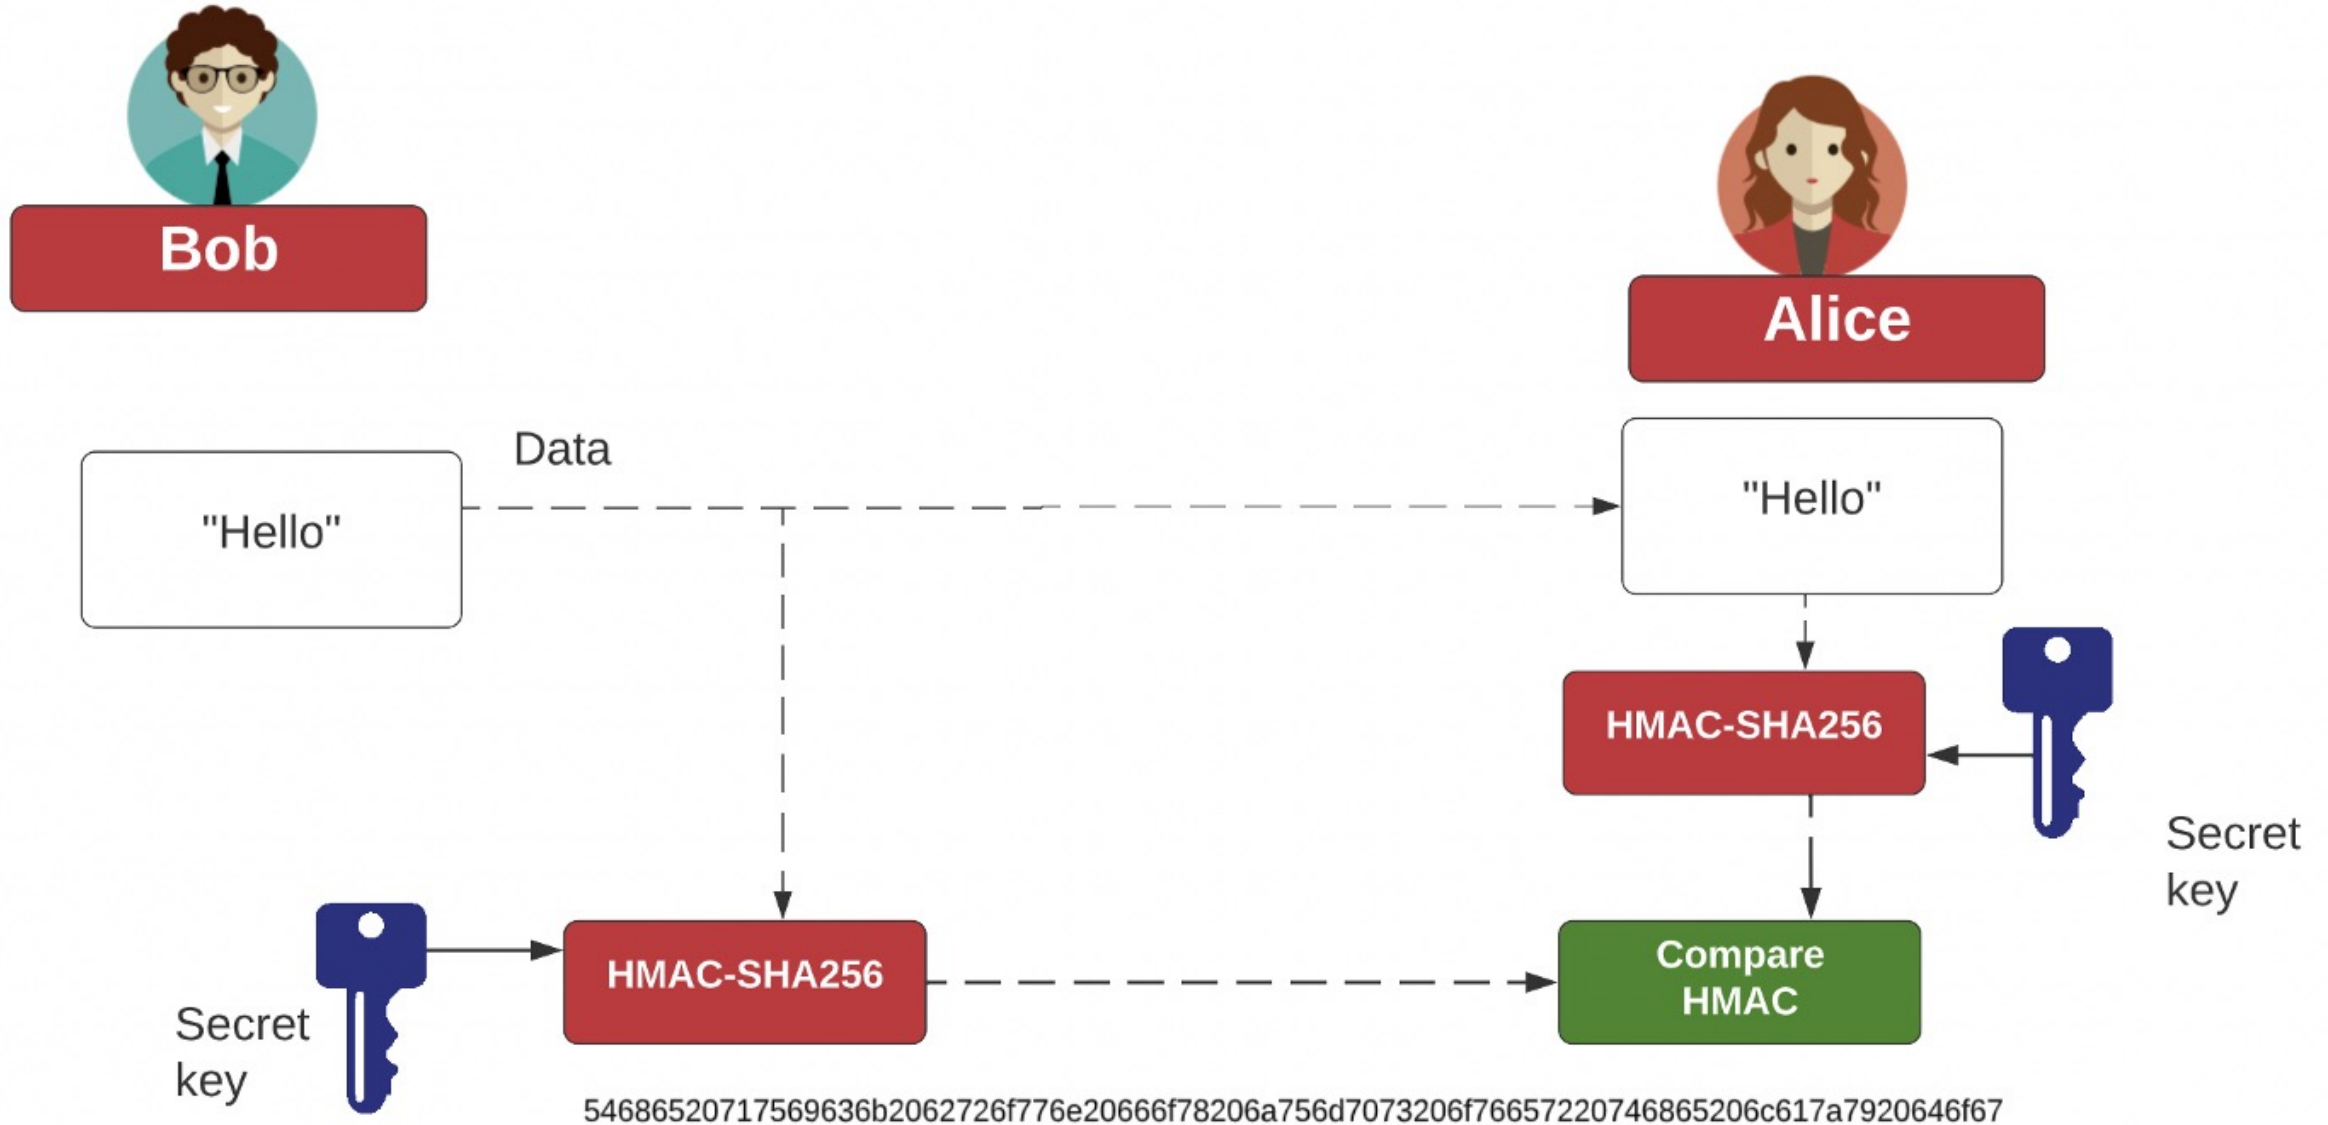 Bob
Alice
Data
"Hello"
"Hello"
HMAC-SHA256
Secret
key
HMAC-SHA256
Compare
HMAC
Secret
key
54686520717569636b2062726f776e20666f78206a756d7073206f76657220746865206c617a7920646f67